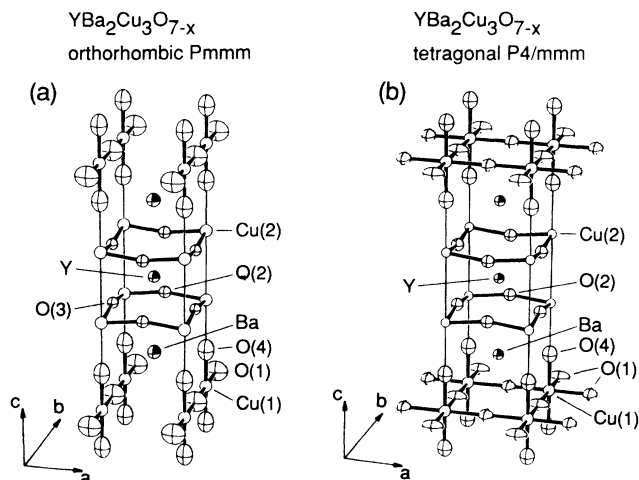 YBa2Cu3O7-x
orthorhombic Pmmm
(a)
Cu(2)
Y
O(2)
O(3)
Ba
O(4)
O(1)
Cu(1)
c
b
a
YBa2Cu3O7-x
tetragonal P4/mmm
(b)
Cu(2)
Y
O(2)
Ba
O(4)
O(1)
Cu(1)
c
b
a